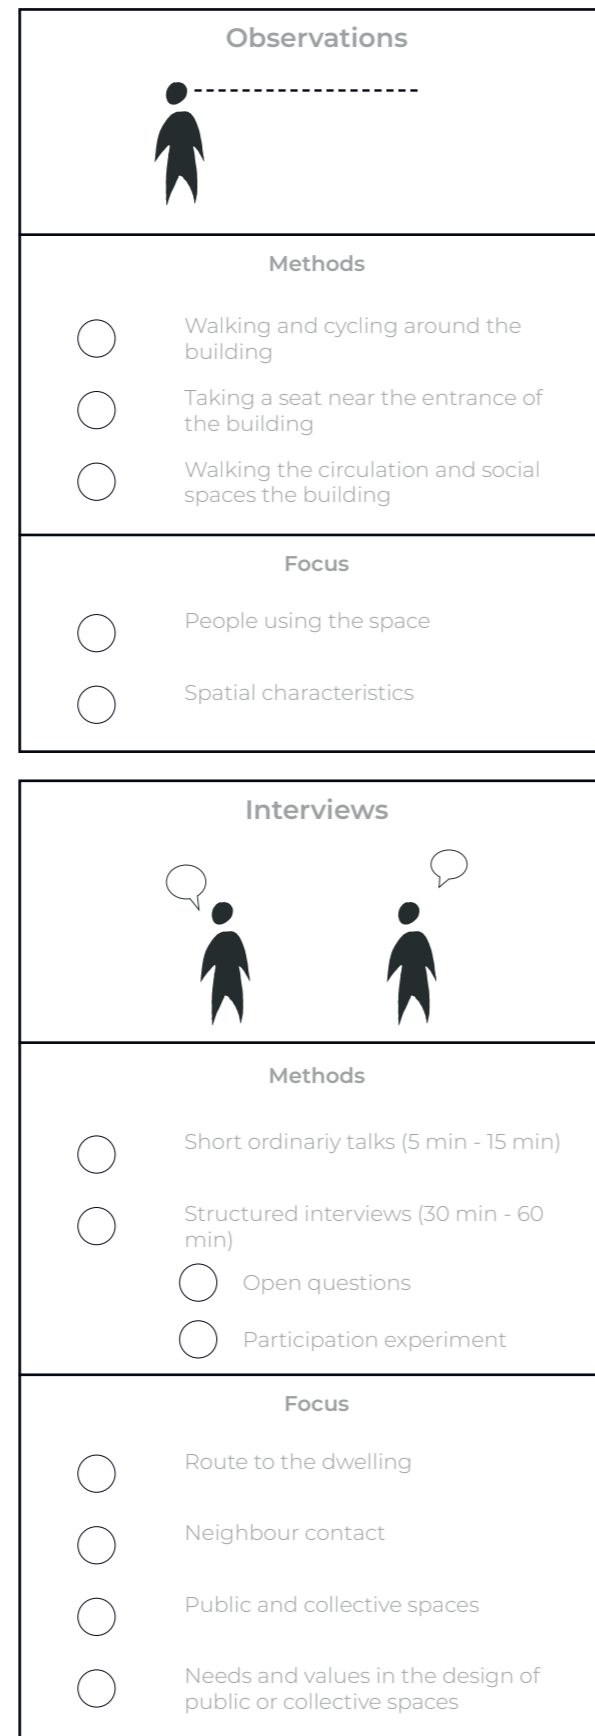 Observations
Methods
Walking and cycling around the
building
Taking a seat near the entrance of
the building
Walking the circulation and social
spaces the building
Focus
People using the space
Spatial characteristics
Interviews
Methods
Short ordinariy talks (5 min - 15 min)
Structured interviews (30 min - 60
min)
Open questions
Participation experiment
Focus
Route to the dwelling
Neighbour contact
Public and collective spaces
Needs and values in the design of
public or collective spaces